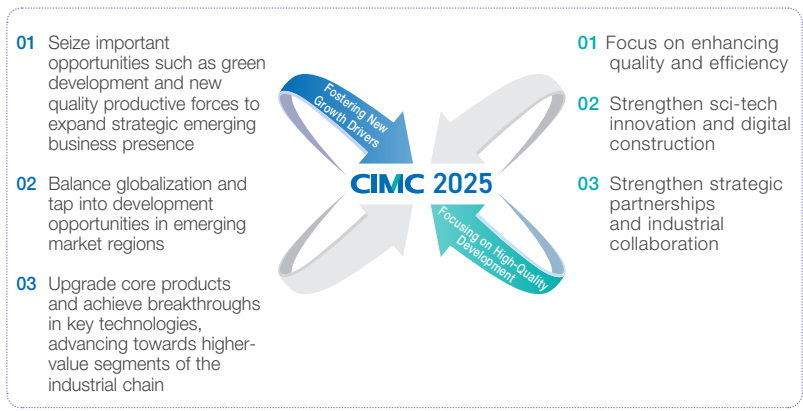 01 Seize important
opportunities such as green
development and new
quality productive forces to
expand strategic emerging
business presence
02 Balance globalization and
tap into development
opportunities in emerging
market regions
03 Upgrade core products
and achieve breakthroughs
in key technologies,
advancing towards higher-
value segments of the
industrial chain
Fostering New
Growth Drivers
CIMC 2025
Focusing on High-Quality
Development
01 Focus on enhancing
quality and efficiency
02 Strengthen sci-tech
innovation and digital
construction
03 Strengthen strategic
partnerships
and industrial
collaboration